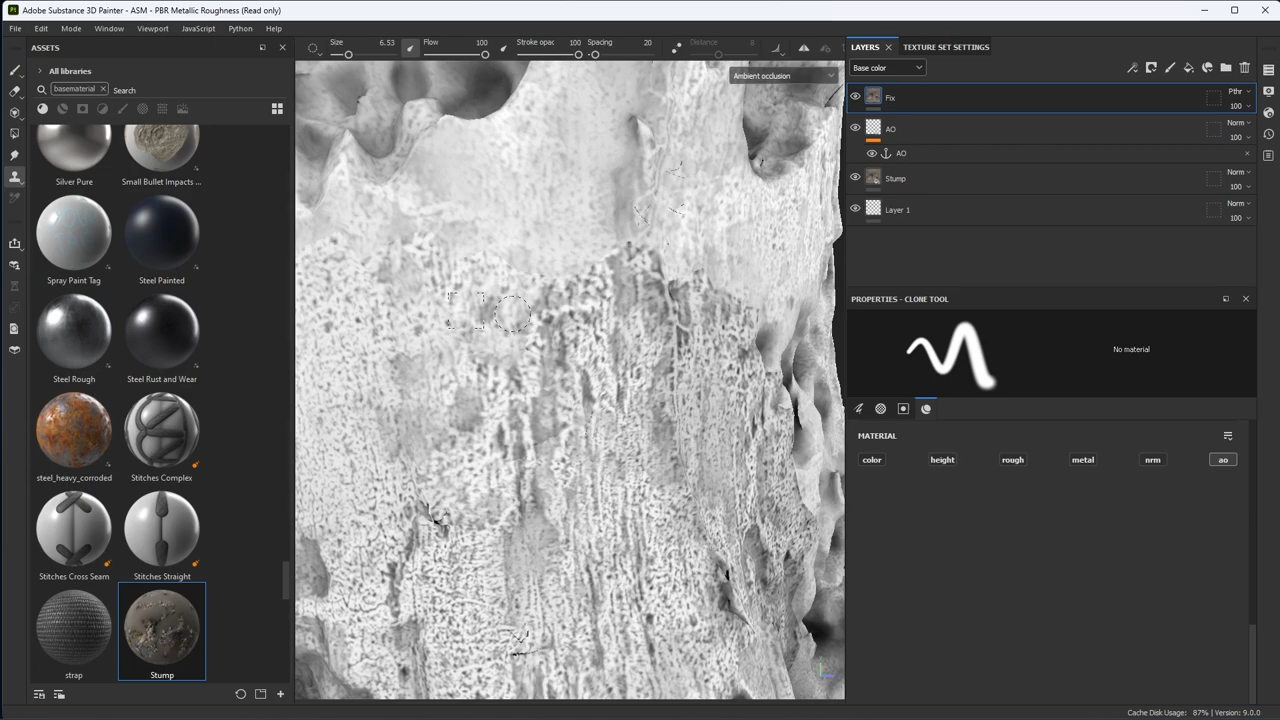 Adobe Substance 3D Painter - ASM - PBR Metallic Roughness (Read only)
File Edit Mode Window Viewport JavaScript Python Help
ASSETS
Size 6.53 Flow 100 Stroke opac 100 Spacing 20 Distance 8
LAYERS TEXTURE SET SETTINGS
All libraries
Base color
Ambient occlusion
basematerial Search
Fix Pthr 100
AO Norm 100
AO
Stump Norm 100
Layer 1 Norm 100
Silver Pure Small Bullet Impacts ...
Spray Paint Tag Steel Painted
PROPERTIES - CLONE TOOL
No material
Steel Rough Steel Rust and Wear
MATERIAL
color height rough metal nrm ao
steel_heavy_corroded Stitches Complex
Stitches Cross Seam Stitches Straight
strap Stump
Cache Disk Usage: 87% | Version: 9.0.0